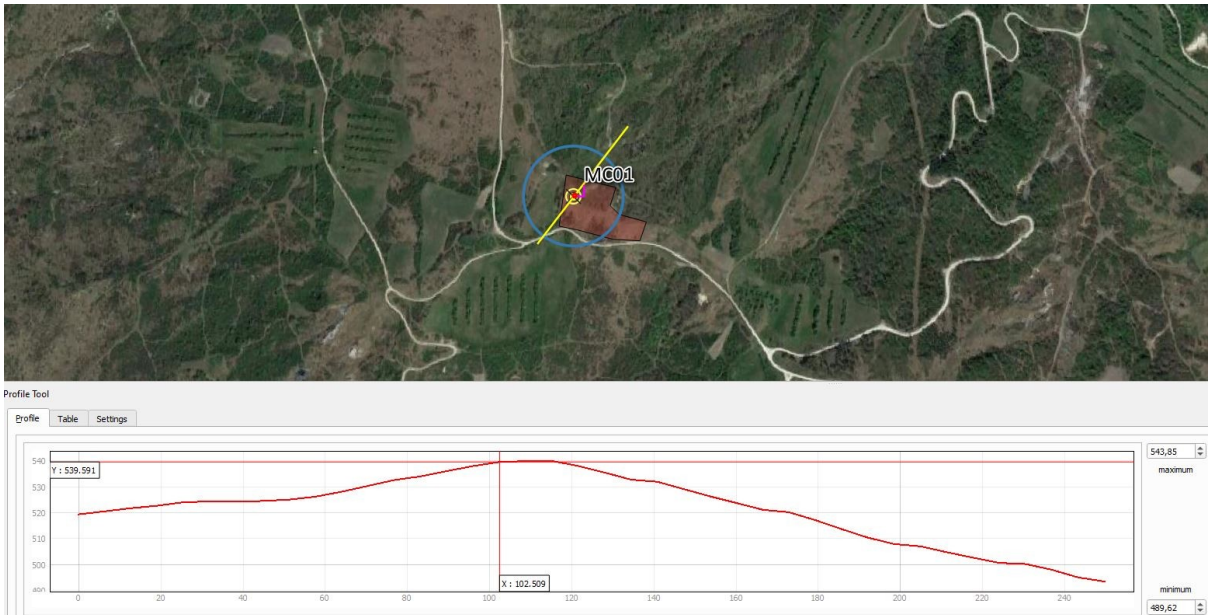 MC01
Profile Tool
Profile Table Settings
540
530
520
510
500
490
Y : 539.591
X : 102.509
0 20 40 60 80 100 120 140 160 180 200 220 240
543,85
maximum
minimum
489,62